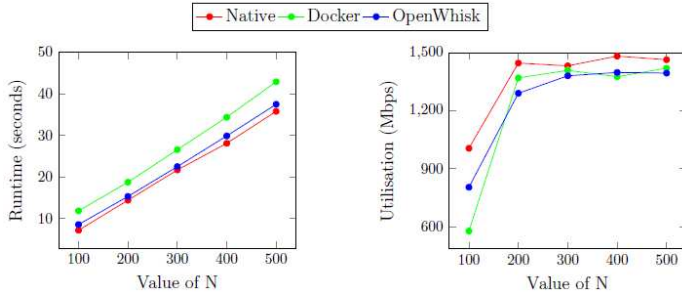 Native Docker OpenWhisk
50
40
30
20
10
100 200 300 400 500
Value of N
Runtime (seconds)
1,500
1,200
900
600
100 200 300 400 500
Value of N
Utilisation (Mbps)